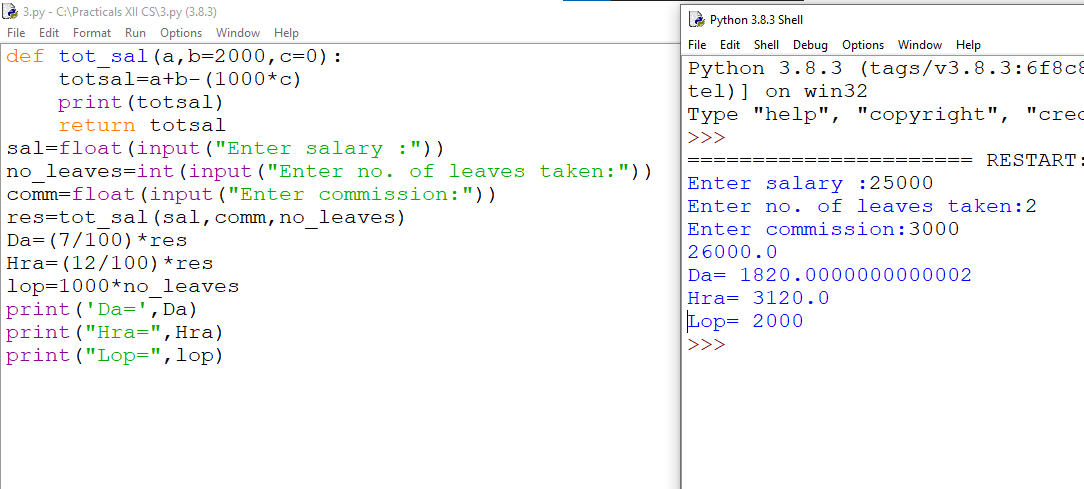 3.py - C:\Practicals XII CS\3.py (3.8.3)
File Edit Format Run Options Window Help
def tot_sal(a,b=2000,c=0):
    totsal=a+b-(1000*c)
    print(totsal)
    return totsal
sal=float(input("Enter salary :"))
no_leaves=int(input("Enter no. of leaves taken:"))
comm=float(input("Enter commission:"))
res=tot_sal(sal,comm,no_leaves)
Da=(7/100)*res
Hra=(12/100)*res
lop=1000*no_leaves
print('Da=',Da)
print("Hra=",Hra)
print("Lop=",lop)
Python 3.8.3 Shell
File Edit Shell Debug Options Window Help
Python 3.8.3 (tags/v3.8.3:6f8c8
tel)] on win32
Type "help", "copyright", "cred
>>>
====================== RESTART:
Enter salary :25000
Enter no. of leaves taken:2
Enter commission:3000
26000.0
Da= 1820.0000000000002
Hra= 3120.0
Lop= 2000
>>>